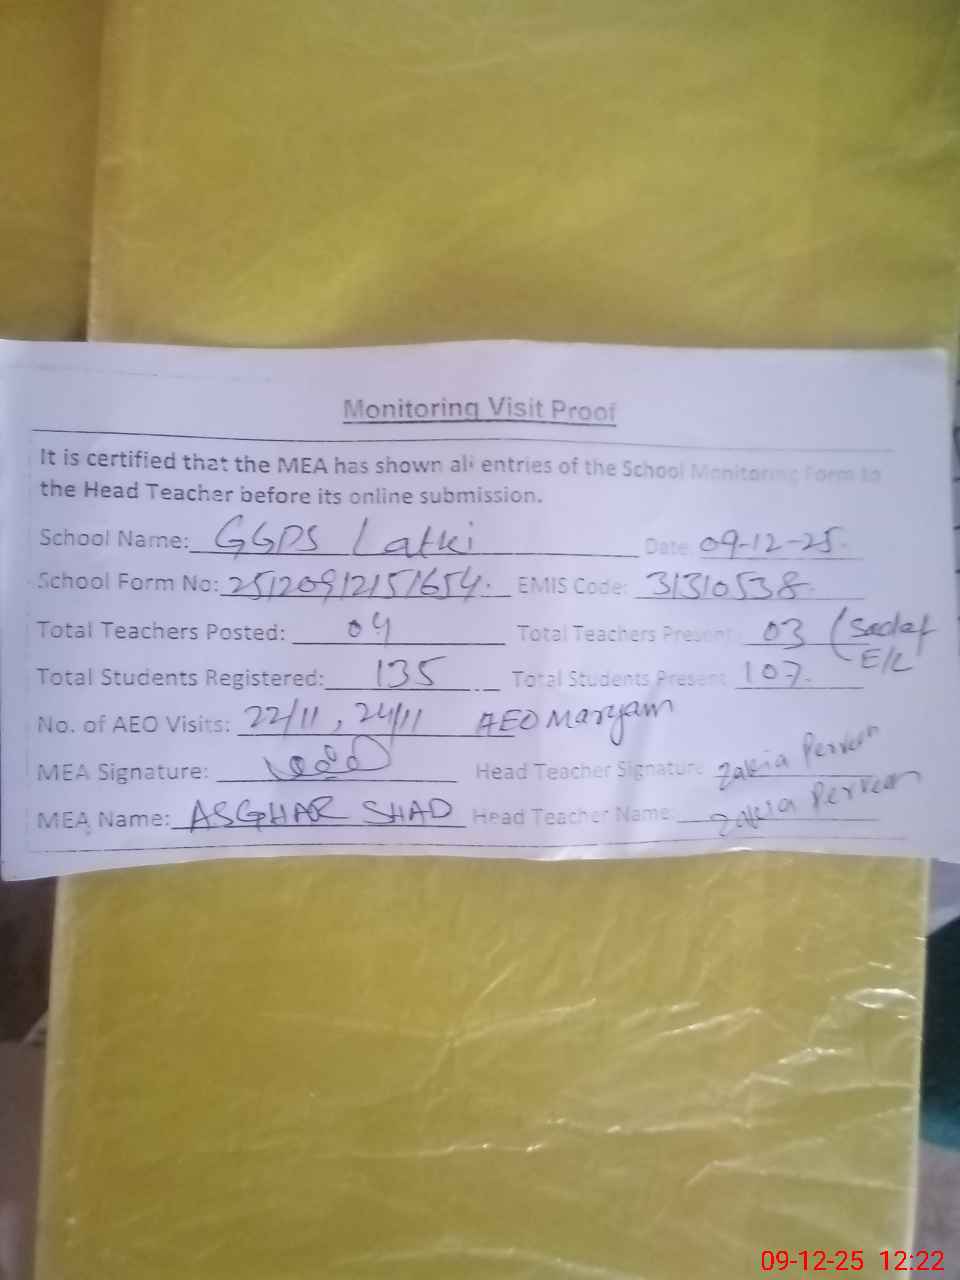 Monitoring Visit Proof
It is certified that the MEA has shown all entries of the School Monitoring Form to
the Head Teacher before its online submission.
School Name: GGPS Latki Date: 09-12-25.
School Form No: 25120912151654. EMIS Code: 31310538.
Total Teachers Posted: 04 Total Teachers Present: 03 (Sadaf
E/L
Total Students Registered: 135 Total Students Present: 107.
No. of AEO Visits: 22/11, 24/11 AEO Maryam
MEA Signature: Head Teacher Signature: Zakia Perveen
MEA Name: ASGHAR SHAD Head Teacher Name: Zakia Perveen
09-12-25 12:22